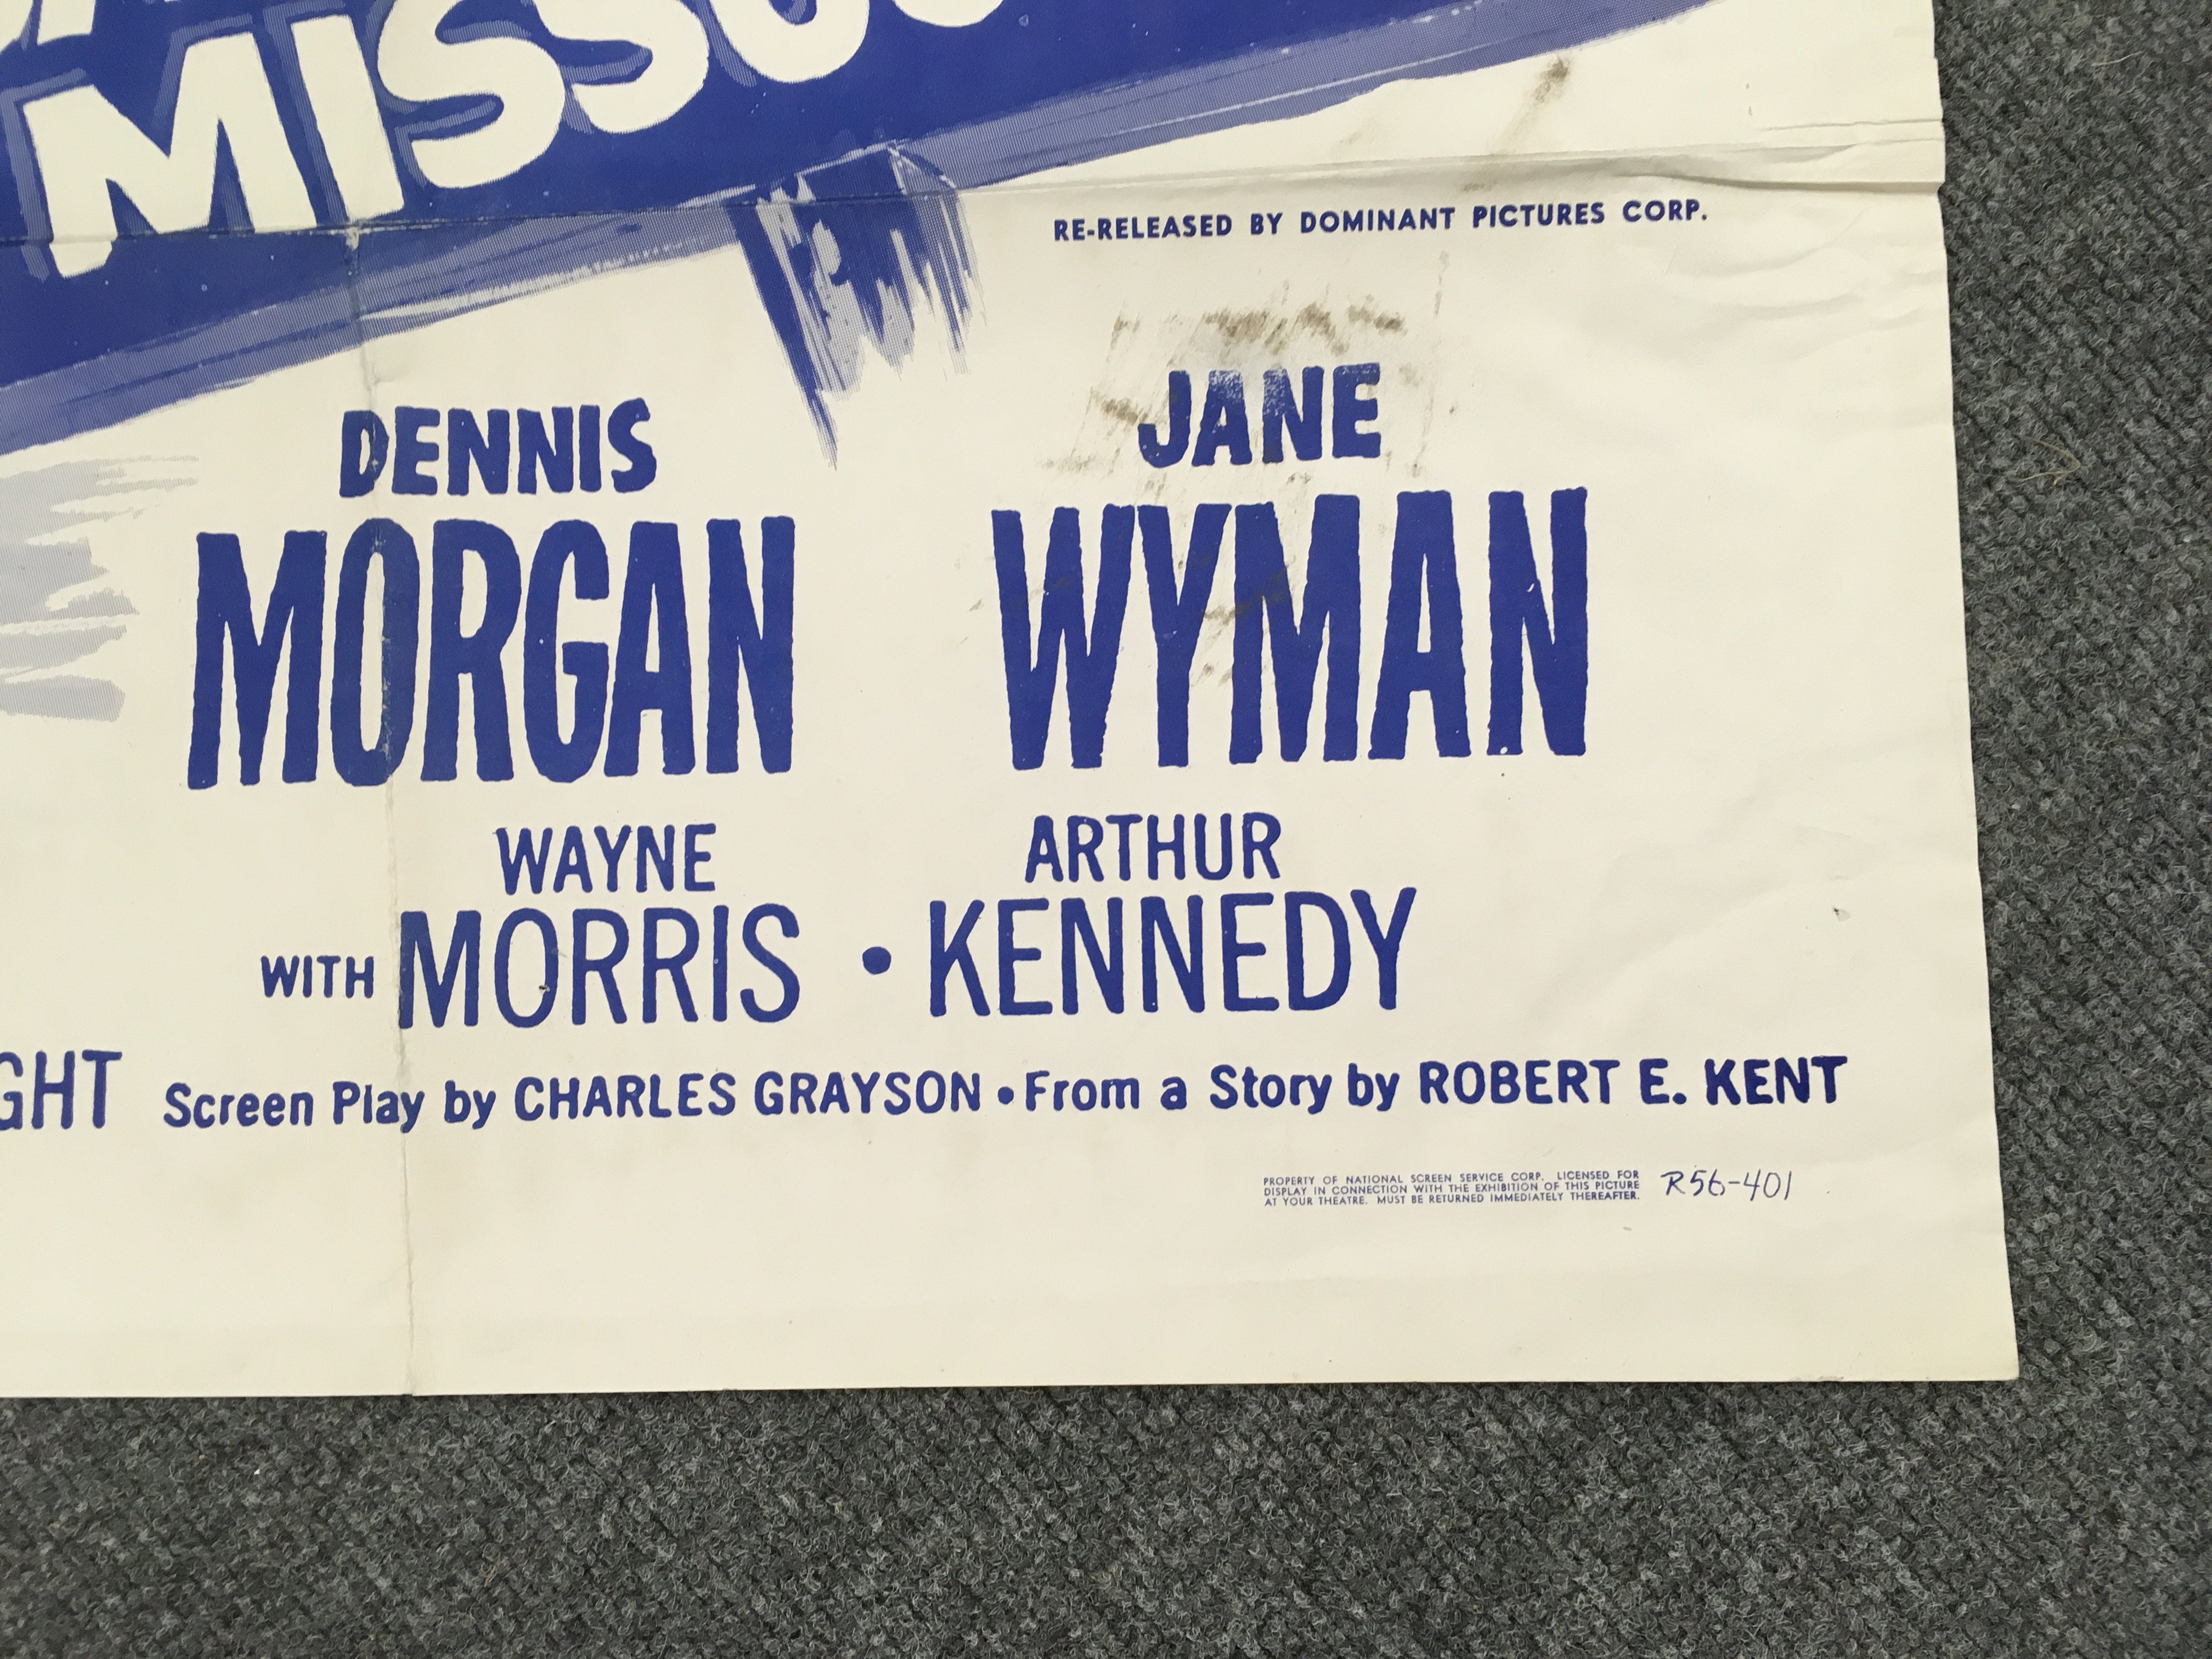 MISSOU
RE-RELEASED BY DOMINANT PICTURES CORP.
DENNIS
MORGAN
JANE
WYMAN
WAYNE
WITH MORRIS • ARTHUR
KENNEDY
GHT Screen Play by CHARLES GRAYSON • From a Story by ROBERT E. KENT
PROPERTY OF NATIONAL SCREEN SERVICE CORP. LICENSED FOR
DISPLAY IN CONNECTION WITH THE EXHIBITION OF THIS PICTURE
AT YOUR THEATRE. MUST BE RETURNED IMMEDIATELY THEREAFTER.
R56-401